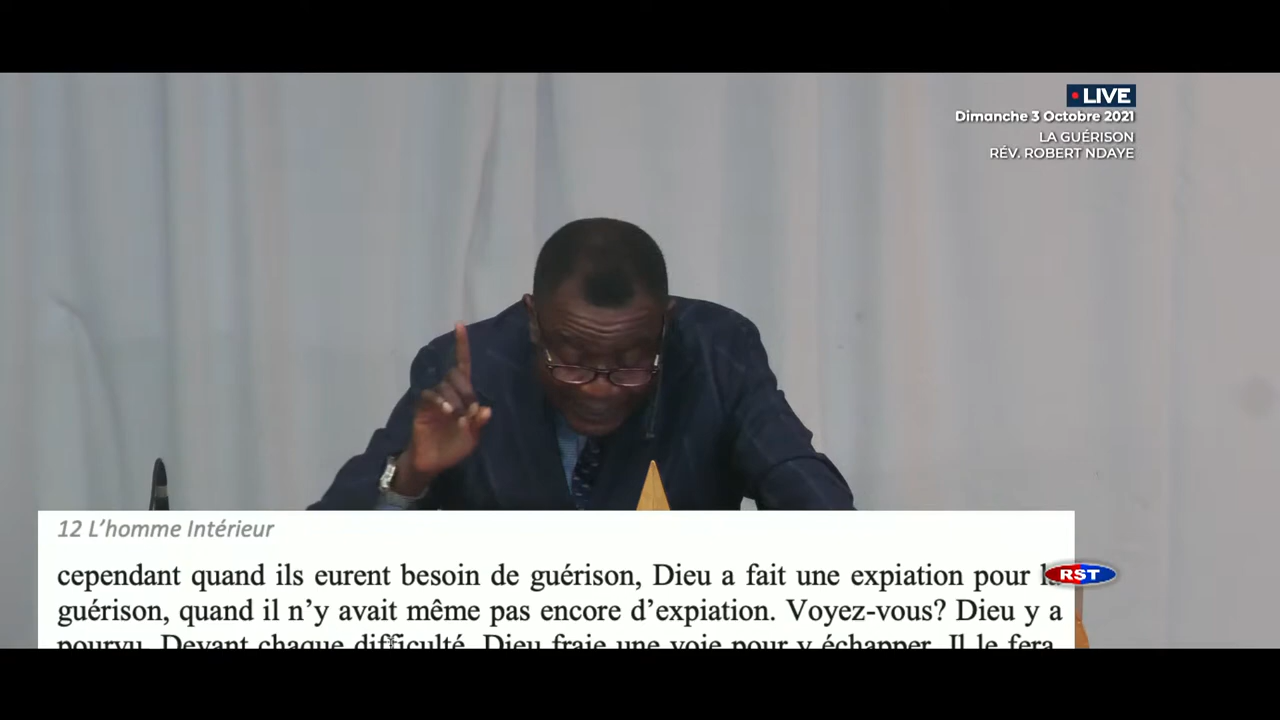 LIVE
Dimanche 3 Octobre 2021
LA GUÉRISON
RÉV. ROBERT NDAYE
12 L’homme Intérieur
cependant quand ils eurent besoin de guérison, Dieu a fait une expiation pour la
guérison, quand il n’y avait même pas encore d’expiation. Voyez-vous? Dieu y a
pourvu. Devant chaque difficulté, Dieu fraie une voie pour y échapper. Il le fera
RST